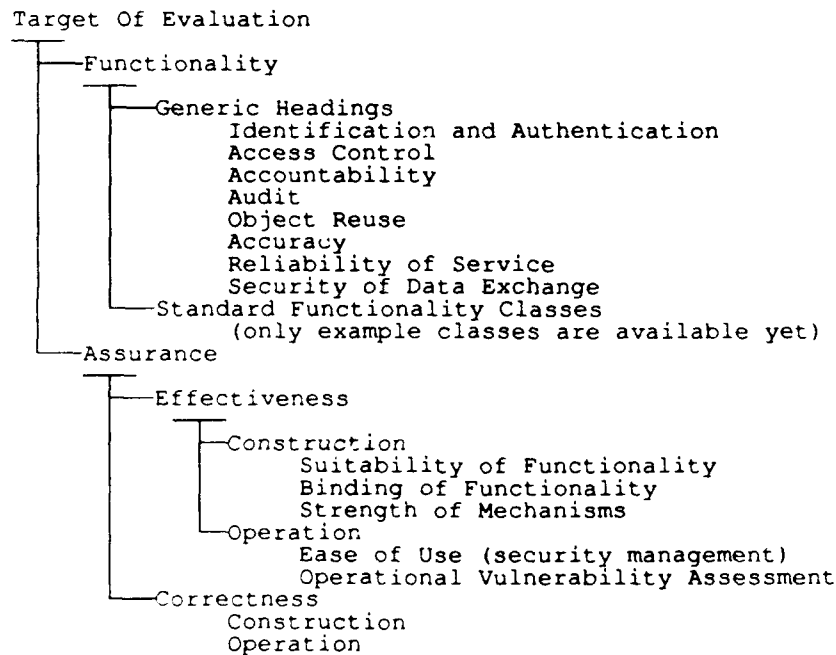 Target Of Evaluation
Functionality
Generic Headings
Identification and Authentication
Access Control
Accountability
Audit
Object Reuse
Accuracy
Reliability of Service
Security of Data Exchange
Standard Functionality Classes
(only example classes are available yet)
Assurance
Effectiveness
Construction
Suitability of Functionality
Binding of Functionality
Strength of Mechanisms
Operation
Ease of Use (security management)
Operational Vulnerability Assessment
Correctness
Construction
Operation